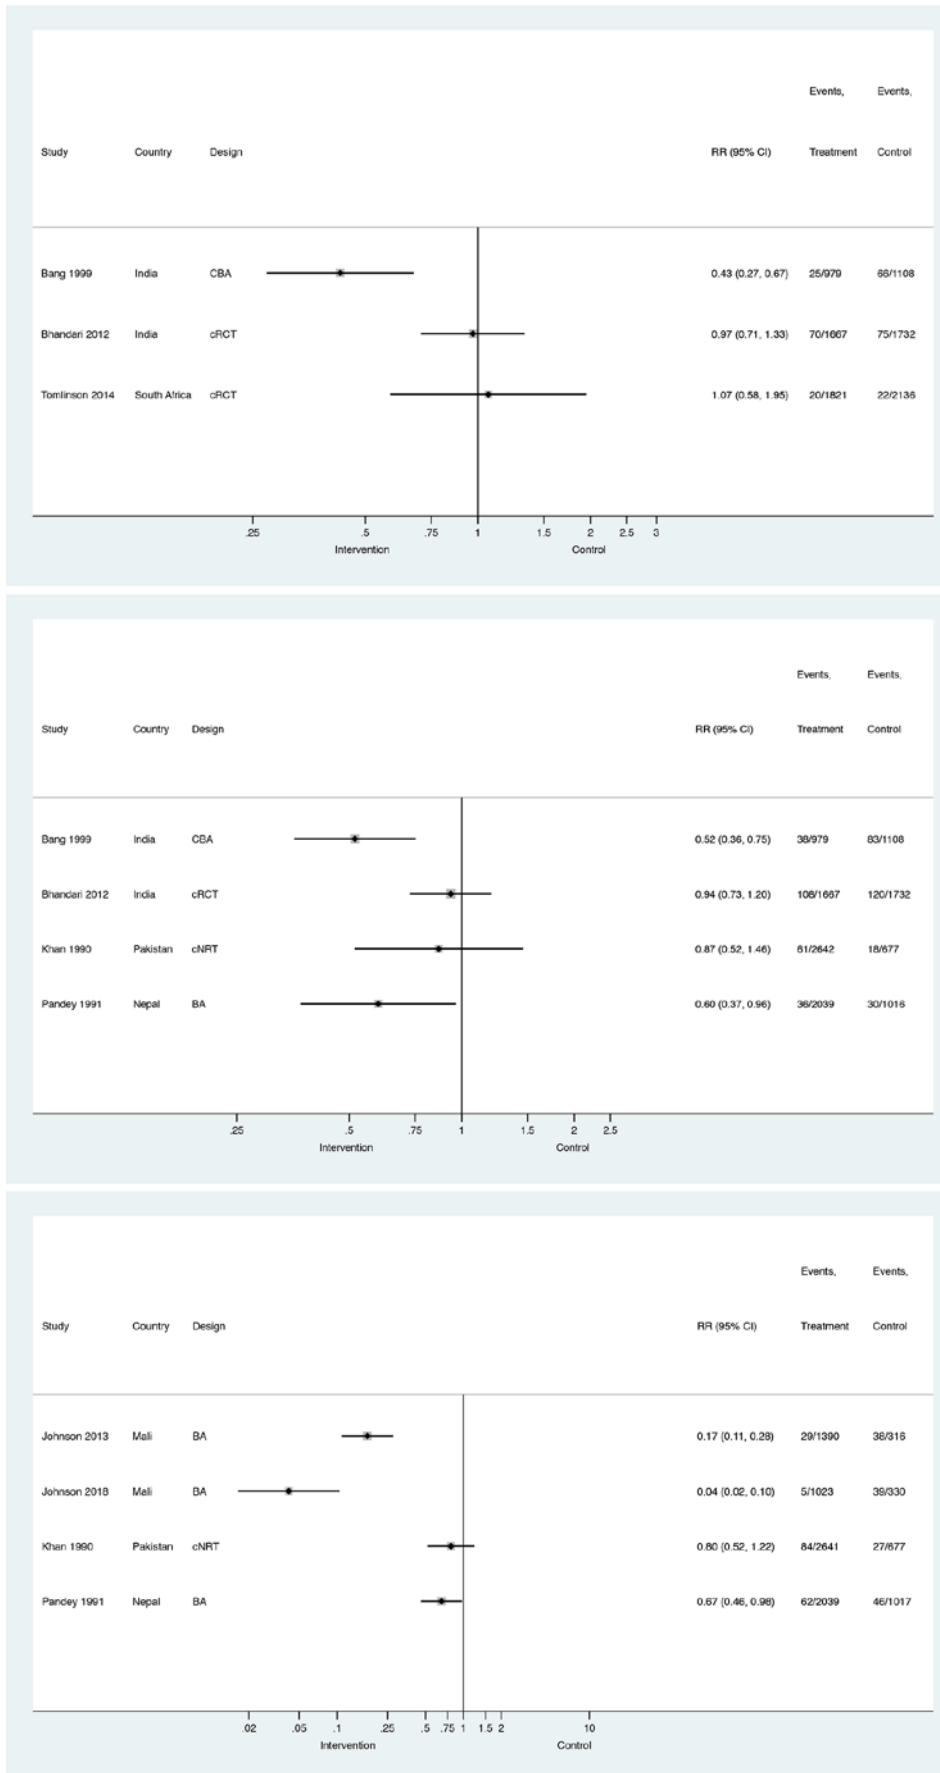 Events, Events,
Study Country Design RR (95% CI) Treatment Control
Bang 1999 India CBA 0.43 (0.27, 0.67) 25/979 66/1108
Bhandari 2012 India cRCT 0.97 (0.71, 1.33) 70/1667 75/1732
Tomlinson 2014 South Africa cRCT 1.07 (0.58, 1.95) 20/1821 22/2136
.25 .5 .75 1 1.5 2 2.5 3
Intervention Control
Events, Events,
Study Country Design RR (95% CI) Treatment Control
Bang 1999 India CBA 0.52 (0.36, 0.75) 38/979 83/1108
Bhandari 2012 India cRCT 0.94 (0.73, 1.20) 108/1667 120/1732
Khan 1990 Pakistan cNRT 0.87 (0.52, 1.46) 61/2642 18/677
Pandey 1991 Nepal BA 0.60 (0.37, 0.96) 36/2039 30/1016
.25 .5 .75 1 1.5 2 2.5
Intervention Control
Events, Events,
Study Country Design RR (95% CI) Treatment Control
Johnson 2013 Mali BA 0.17 (0.11, 0.28) 29/1390 38/316
Johnson 2018 Mali BA 0.04 (0.02, 0.10) 5/1023 39/330
Khan 1990 Pakistan cNRT 0.80 (0.52, 1.22) 84/2641 27/677
Pandey 1991 Nepal BA 0.67 (0.46, 0.98) 62/2039 46/1017
.02 .05 .1 .25 .5 .75 1 1.5 2 10
Intervention Control